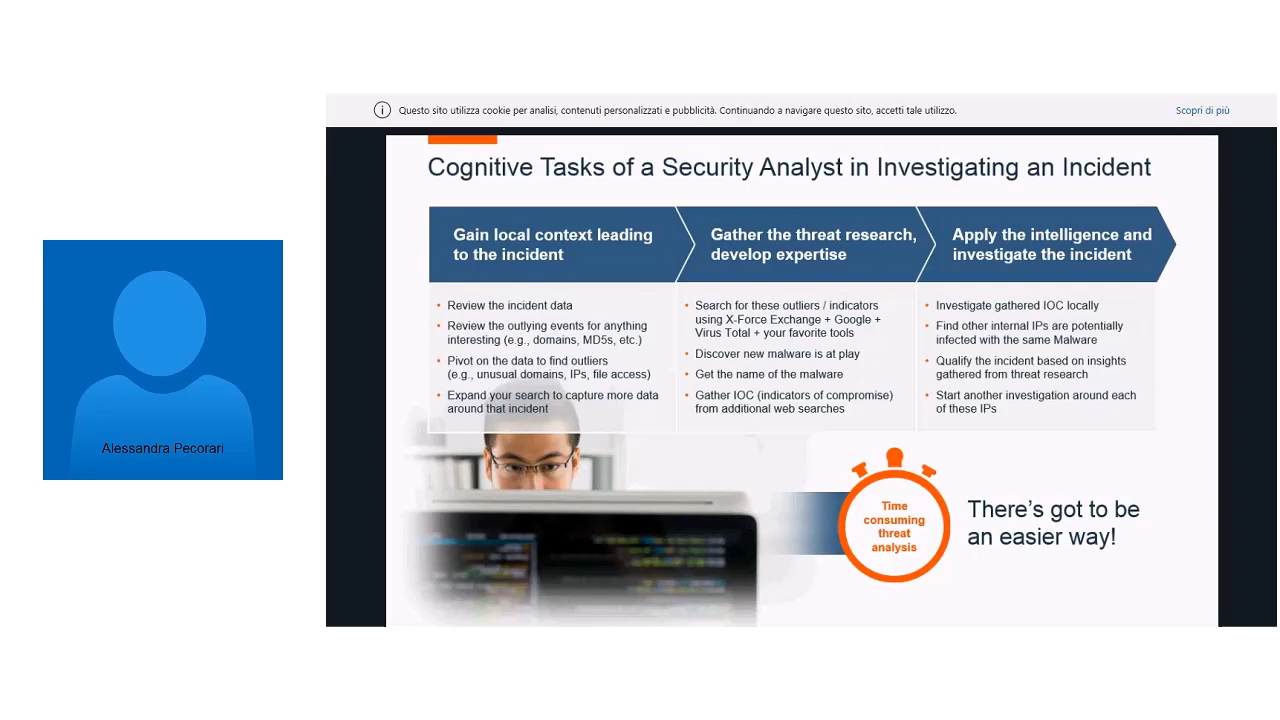 Questo sito utilizza cookie per analisi, contenuti personalizzati e pubblicità. Continuando a navigare questo sito, accetti tale utilizzo.
Scopri di più
Cognitive Tasks of a Security Analyst in Investigating an Incident
Gain local context leading
to the incident
• Review the incident data
• Review the outlying events for anything
interesting (e.g., domains, MD5s, etc.)
• Pivot on the data to find outliers
(e.g., unusual domains, IPs, file access)
• Expand your search to capture more data
around that incident
Gather the threat research,
develop expertise
• Search for these outliers / indicators
using X-Force Exchange + Google +
Virus Total + your favorite tools
• Discover new malware is at play
• Get the name of the malware
• Gather IOC (indicators of compromise)
from additional web searches
Apply the intelligence and
investigate the incident
• Investigate gathered IOC locally
• Find other internal IPs are potentially
infected with the same Malware
• Qualify the incident based on insights
gathered from threat research
• Start another investigation around each
of these IPs
Alessandra Pecorari
Time
consuming
threat
analysis
There's got to be
an easier way!